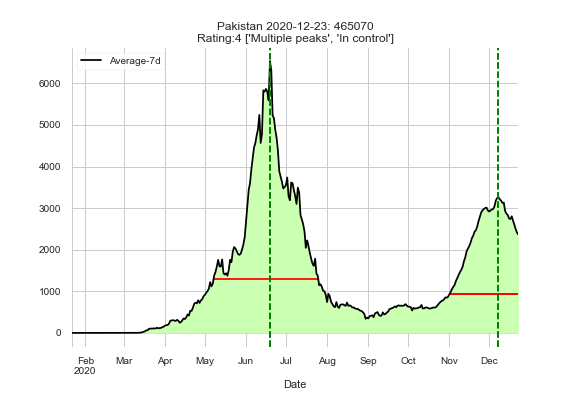 Pakistan 2020-12-23: 465070
Rating:4 ['Multiple peaks', 'In control']
Average-7d
6000
5000
4000
3000
2000
1000
0
Feb Mar Apr May Jun Jul Aug Sep Oct Nov Dec
2020
Date